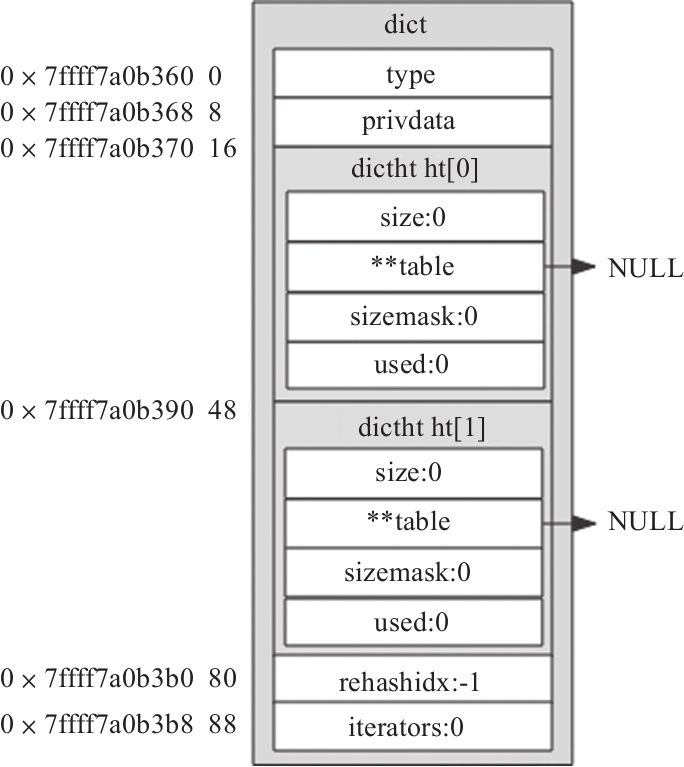 dict
0 × 7ffff7a0b360 0 type
0 × 7ffff7a0b368 8 privdata
0 × 7ffff7a0b370 16
dictht ht[0]
size:0
**table NULL
sizemask:0
used:0
0 × 7ffff7a0b390 48
dictht ht[1]
size:0
**table NULL
sizemask:0
used:0
0 × 7ffff7a0b3b0 80 rehashidx:-1
0 × 7ffff7a0b3b8 88 iterators:0